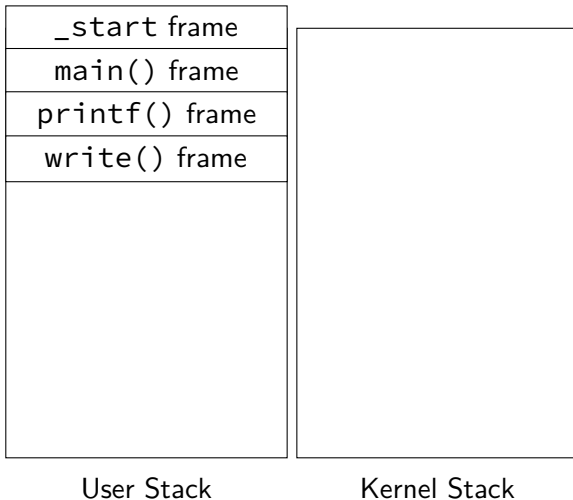 _start frame
main() frame
printf() frame
write() frame
User Stack
Kernel Stack